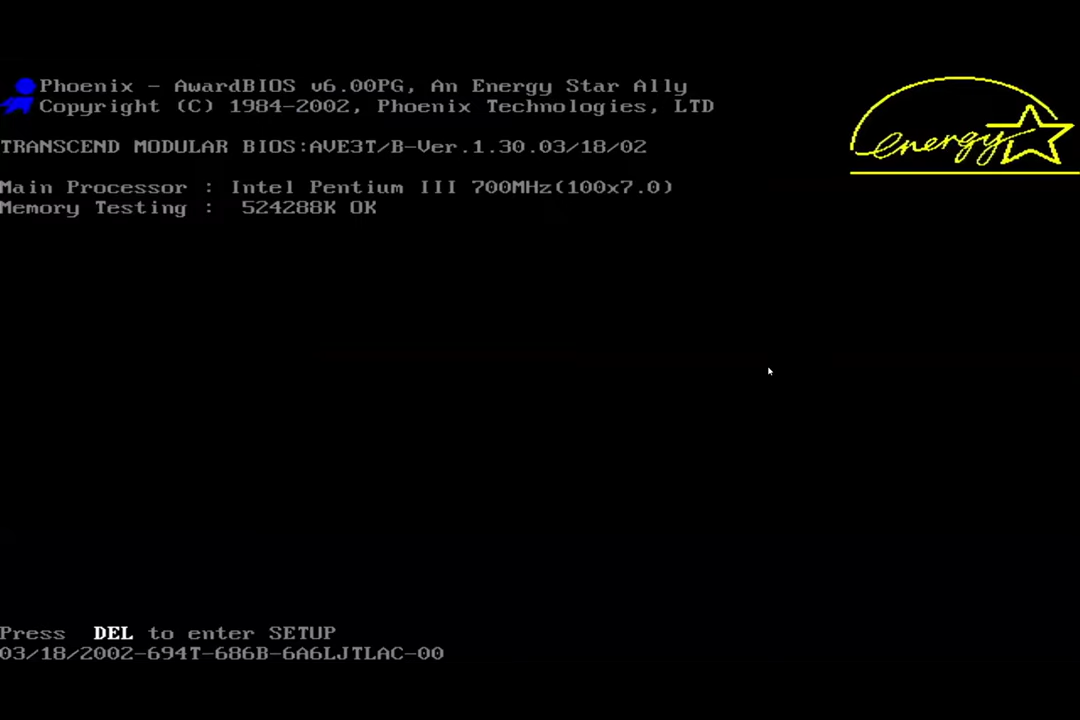 Phoenix - AwardBIOS v6.00PG, An Energy Star Ally
Copyright (C) 1984-2002, Phoenix Technologies, LTD
energy
TRANSCEND MODULAR BIOS:AVE3T/B-Ver.1.30.03/18/02
Main Processor : Intel Pentium III 700MHz(100x7.0)
Memory Testing :  524288K OK
Press  DEL to enter SETUP
03/18/2002-694T-686B-6A6LJTLAC-00